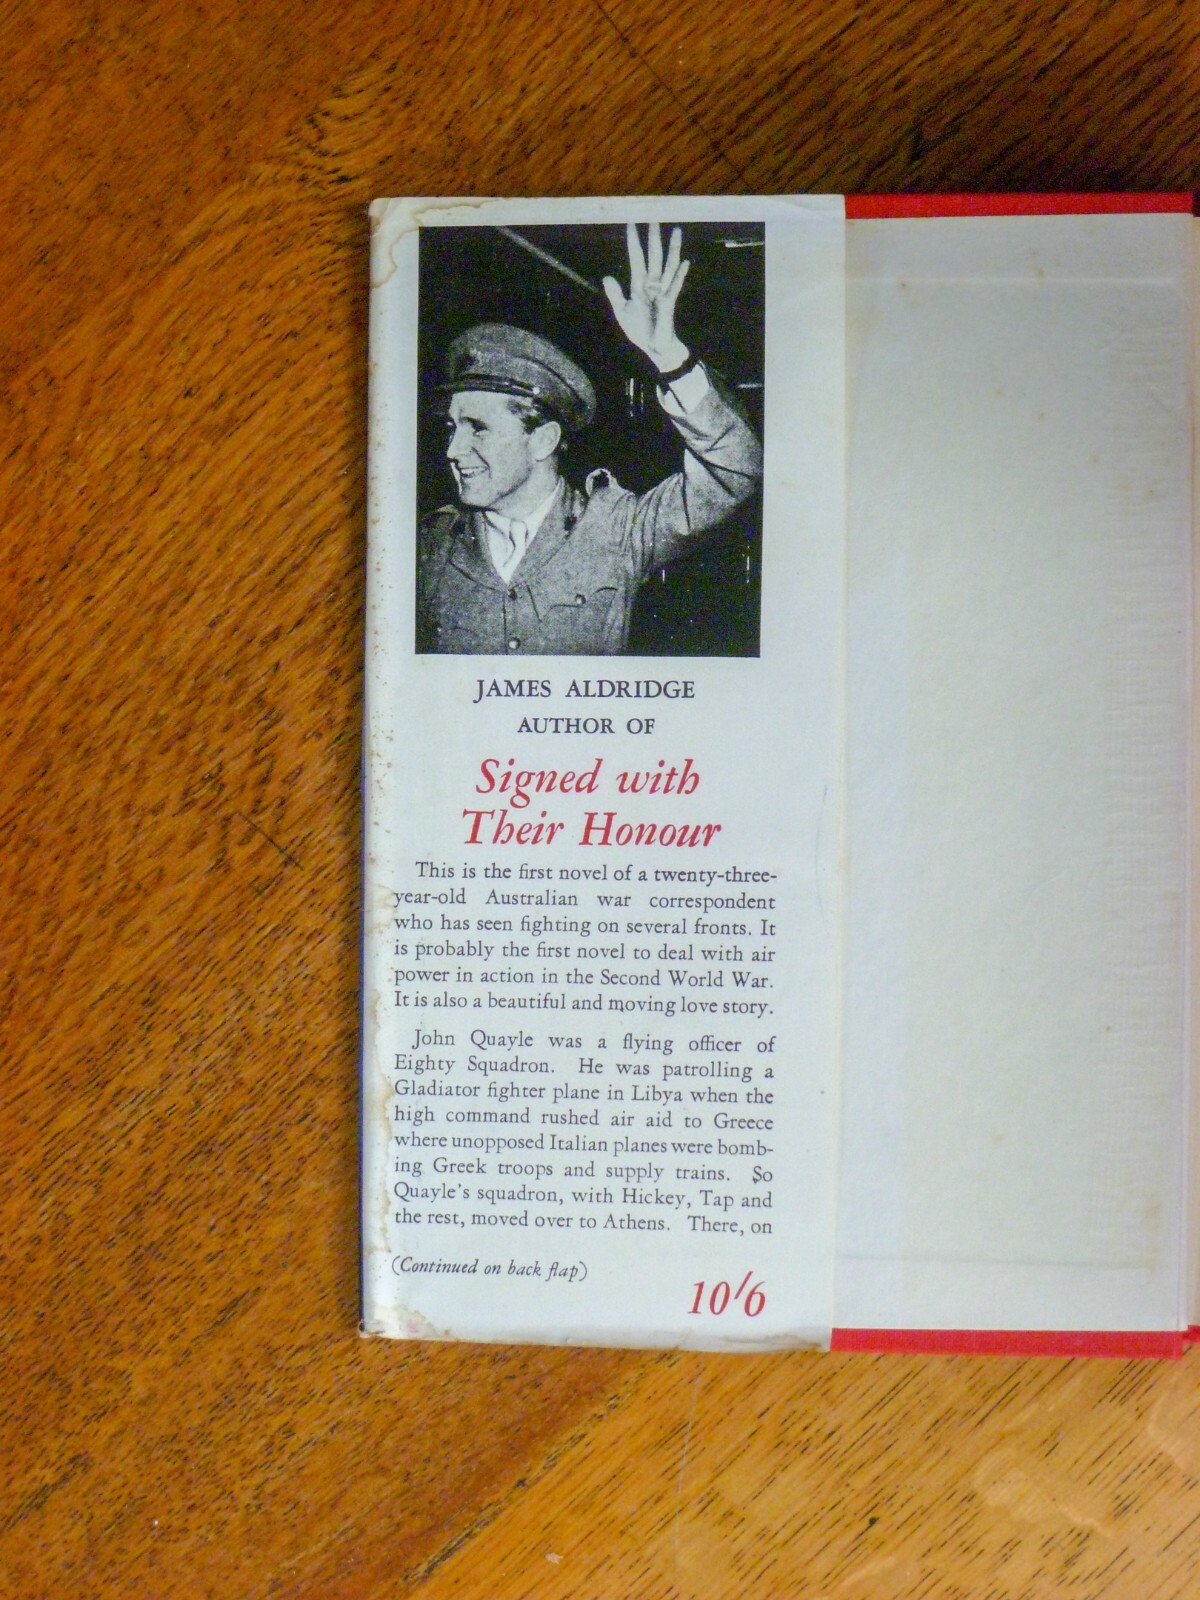 JAMES ALDRIDGE
AUTHOR OF
Signed with
Their Honour
This is the first novel of a twenty-three-
year-old Australian war correspondent
who has seen fighting on several fronts. It
is probably the first novel to deal with air
power in action in the Second World War.
It is also a beautiful and moving love story.
John Quayle was a flying officer of
Eighty Squadron. He was patrolling a
Gladiator fighter plane in Libya when the
high command rushed air aid to Greece
where unopposed Italian planes were bomb-
ing Greek troops and supply trains. So
Quayle's squadron, with Hickey, Tap and
the rest, moved over to Athens. There, on
(Continued on back flap)
10/6